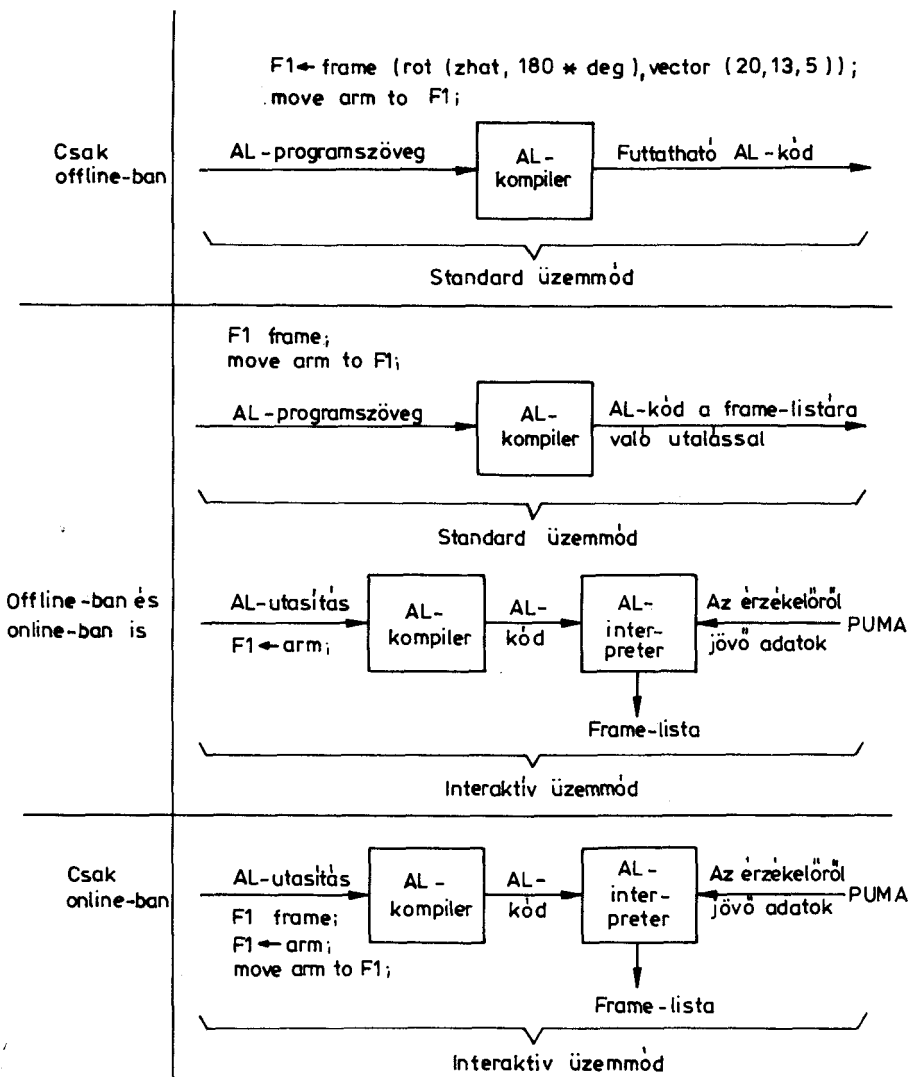 F1← frame (rot (zhat, 180 * deg), vector (20,13,5));
move arm to F1;
Csak
offline-ban
AL-programszöveg
AL-
kompiler
Futtatható AL-kód
Standard üzemmód
F1 frame;
move arm to F1;
AL-programszöveg
AL-
kompiler
AL-kód a frame-listára
való utalással
Standard üzemmód
Offline-ban és
online-ban is
AL-utasítás
F1←arm;
AL-
kompiler
AL-
kód
AL-
inter-
preter
Az érzékelőről
jövő adatok
PUMA
Frame-lista
Interaktív üzemmód
Csak
online-ban
AL-utasítás
F1 frame;
F1←arm;
move arm to F1;
AL-
kompiler
AL-
kód
AL-
inter-
preter
Az érzékelőről
jövő adatok
PUMA
Frame-lista
Interaktiv üzemmód